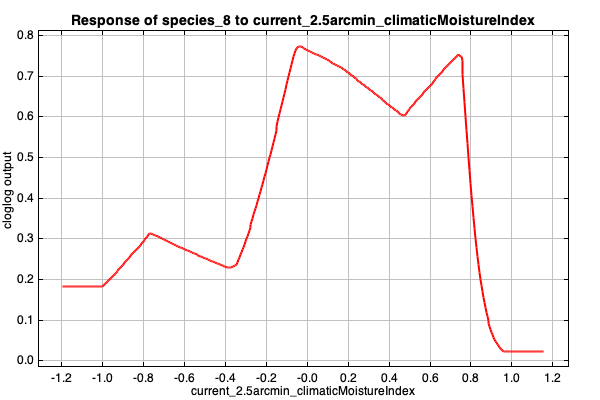 Response of species_8 to current_2.5arcmin_climaticMoistureIndex
cloglog output
0.8
0.7
0.6
0.5
0.4
0.3
0.2
0.1
0.0
-1.2 -1.0 -0.8 -0.6 -0.4 -0.2 -0.0 0.2 0.4 0.6 0.8 1.0 1.2
current_2.5arcmin_climaticMoistureIndex